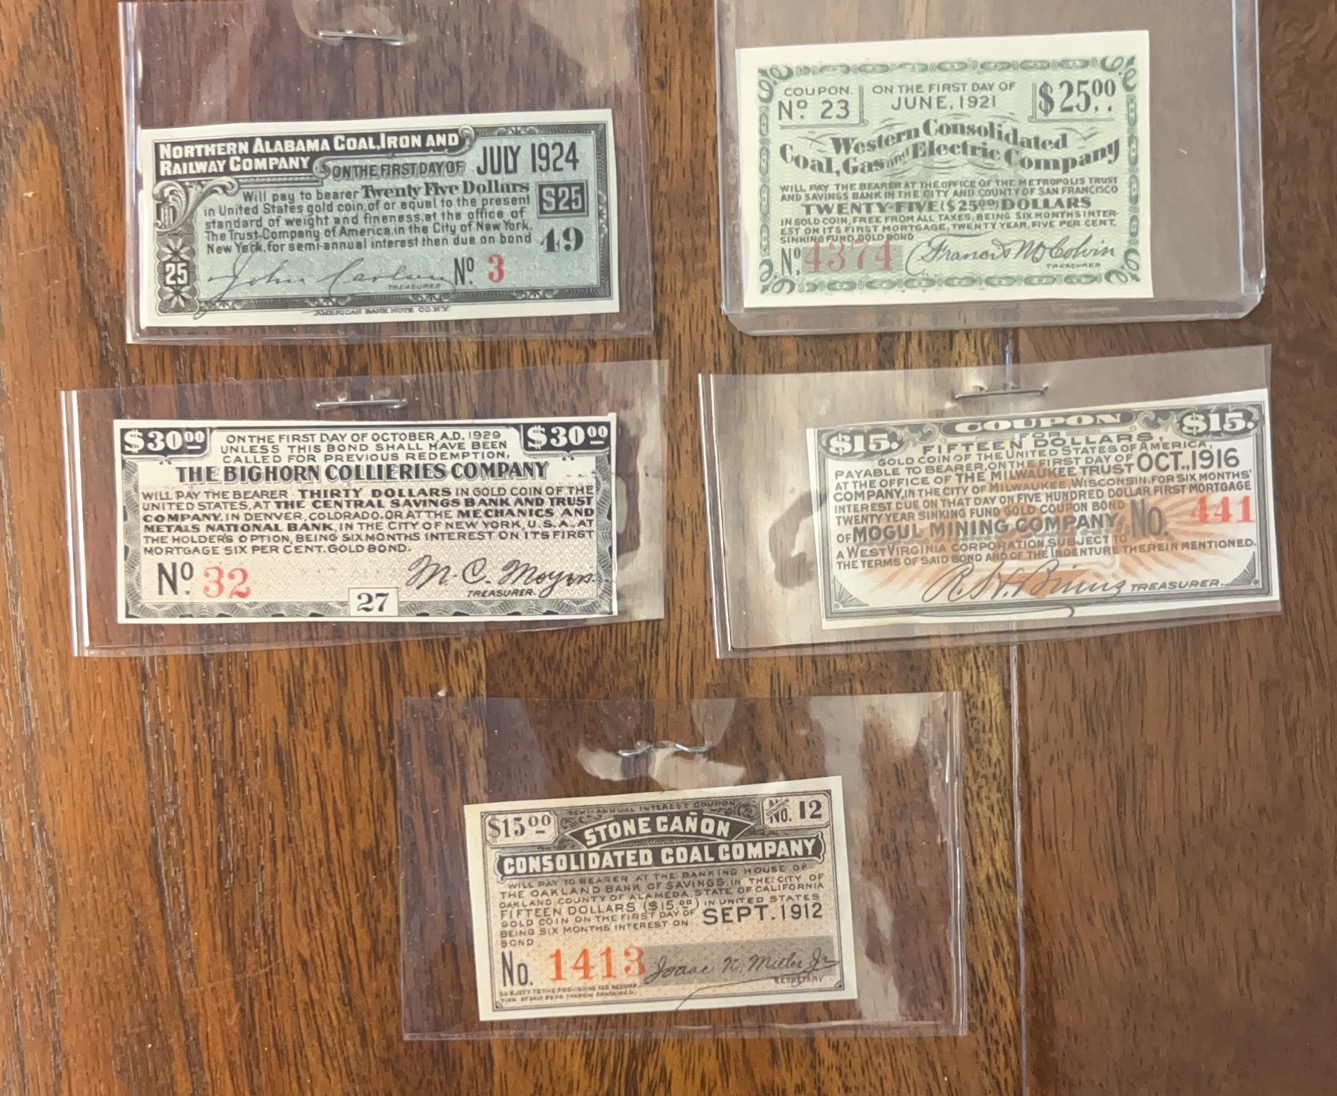 NORTHERN ALABAMA COAL, IRON AND
RAILWAY COMPANY ON THE FIRST DAY OF JULY 1924
Will pay to bearer Twenty Five Dollars
in United States gold coin, of or equal to the present
$25
standard of weight and fineness, at the office of
The Trust Company of America, in the City of New York.
New York, for semi-annual interest then due on bond
49
25
John Carlsen
No. 3
TREASURER
AMERICAN BANK NOTE CO. N.Y.
COUPON
No. 23
ON THE FIRST DAY OF
JUNE, 1921
$25.00
Western Consolidated
Coal, Gas and Electric Company
WILL PAY THE BEARER AT THE OFFICE OF THE METROPOLIS TRUST
AND SAVINGS BANK IN THE CITY AND COUNTY OF SAN FRANCISCO
TWENTY-FIVE ($25.00) DOLLARS
IN GOLD COIN, FREE FROM ALL TAXES, BEING SIX MONTHS INTER-
EST ON ITS FIRST MORTGAGE, TWENTY YEAR, FIVE PER CENT.
SINKING FUND GOLD BOND
No. 4374
TREASURER
$30.00
ON THE FIRST DAY OF OCTOBER, A.D. 1929
UNLESS THIS BOND SHALL HAVE BEEN
CALLED FOR PREVIOUS REDEMPTION,
$30.00
THE BIGHORN COLLIERIES COMPANY
WILL PAY THE BEARER THIRTY DOLLARS IN GOLD COIN OF THE
UNITED STATES, AT THE CENTRAL SAVINGS BANK AND TRUST
COMPANY, IN DENVER, COLORADO, OR AT THE MECHANICS AND
METALS NATIONAL BANK, IN THE CITY OF NEW YORK, U.S.A., AT
THE HOLDER'S OPTION, BEING SIX MONTHS INTEREST ON ITS FIRST
MORTGAGE SIX PER CENT. GOLD BOND.
No. 32
TREASURER.
27
$15.
COUPON
$15.
FOR
FIFTEEN DOLLARS,
GOLD COIN OF THE UNITED STATES OF AMERICA,
PAYABLE TO BEARER, ON THE FIRST DAY OF OCT., 1916
AT THE OFFICE OF THE MILWAUKEE TRUST
COMPANY, IN THE CITY OF MILWAUKEE, WISCONSIN, FOR SIX MONTHS'
INTEREST DUE ON THAT DAY ON FIVE HUNDRED DOLLAR FIRST MORTGAGE
TWENTY YEAR SINKING FUND GOLD COUPON BOND
No. 441
OF MOGUL MINING COMPANY,
A WEST VIRGINIA CORPORATION, SUBJECT TO
THE TERMS OF SAID BOND AND OF THE INDENTURE THEREIN MENTIONED.
TREASURER.
SEMI-ANNUAL INTEREST COUPON
$15.00
NO. 12
STONE CAÑON
CONSOLIDATED COAL COMPANY
WILL PAY TO BEARER AT THE BANKING HOUSE OF
THE OAKLAND BANK OF SAVINGS, IN THE CITY OF
OAKLAND, COUNTY OF ALAMEDA, STATE OF CALIFORNIA
FIFTEEN DOLLARS ($15.00) IN UNITED STATES
GOLD COIN ON THE FIRST DAY OF SEPT. 1912
BEING SIX MONTHS INTEREST ON
BOND
No. 1413
Isaac N. Miller Jr.
SECRETARY
SUBJECT TO THE PROVISIONS FOR REDEMP-
TION OF SAID BOND THEREIN CONTAINED.